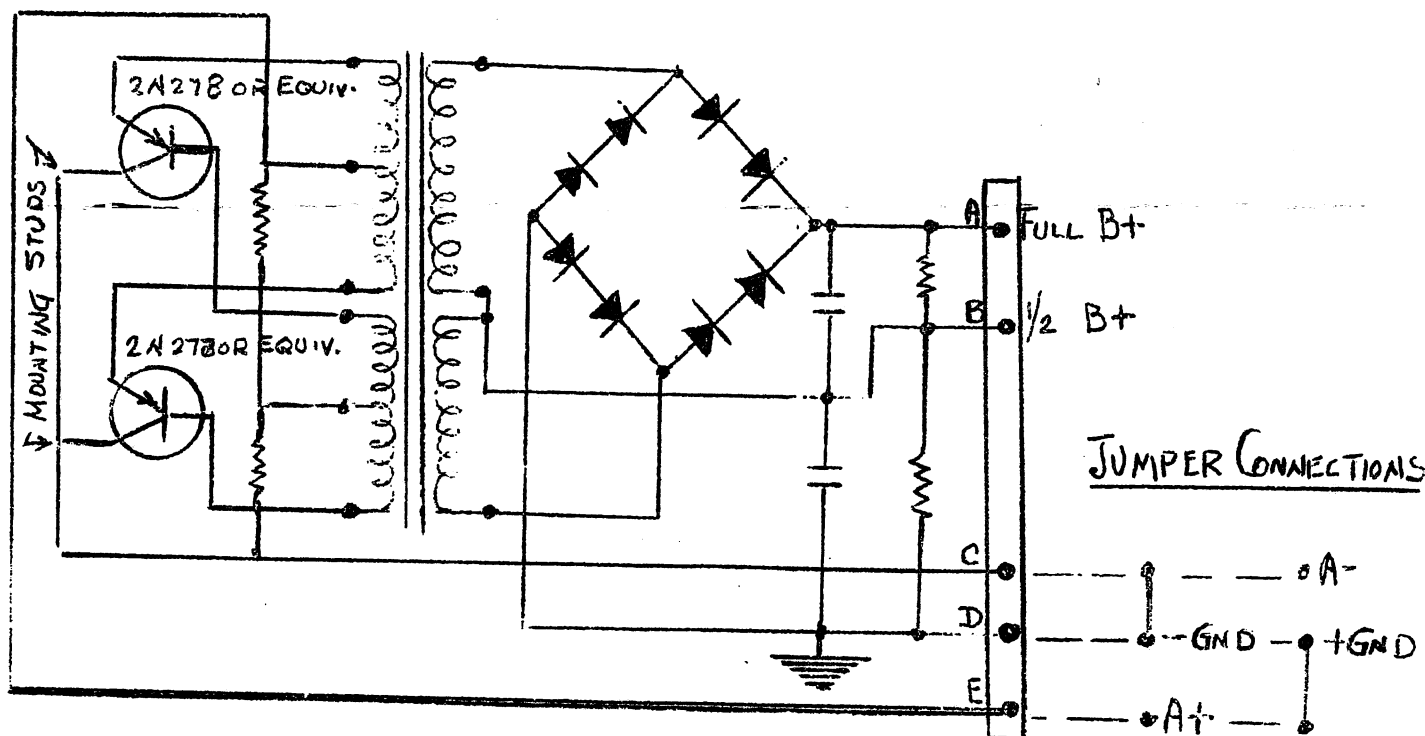 2N278 OR EQUIV.
MOUNTING STUDS
2N278 OR EQUIV.
A FULL B+
B 1/2 B+
JUMPER CONNECTIONS
C A-
D -GND +GND
E A+